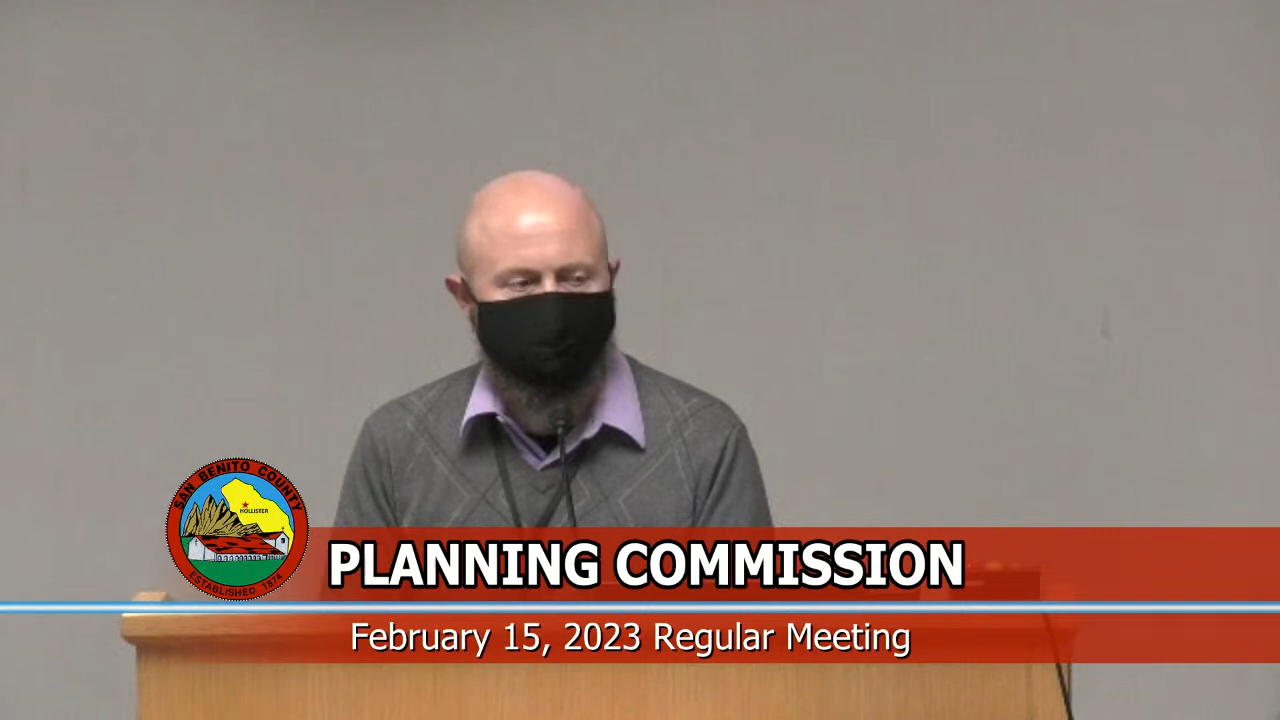 SAN BENITO COUNTY
HOLLISTER
ESTABLISHED 1874
PLANNING COMMISSION
February 15, 2023 Regular Meeting